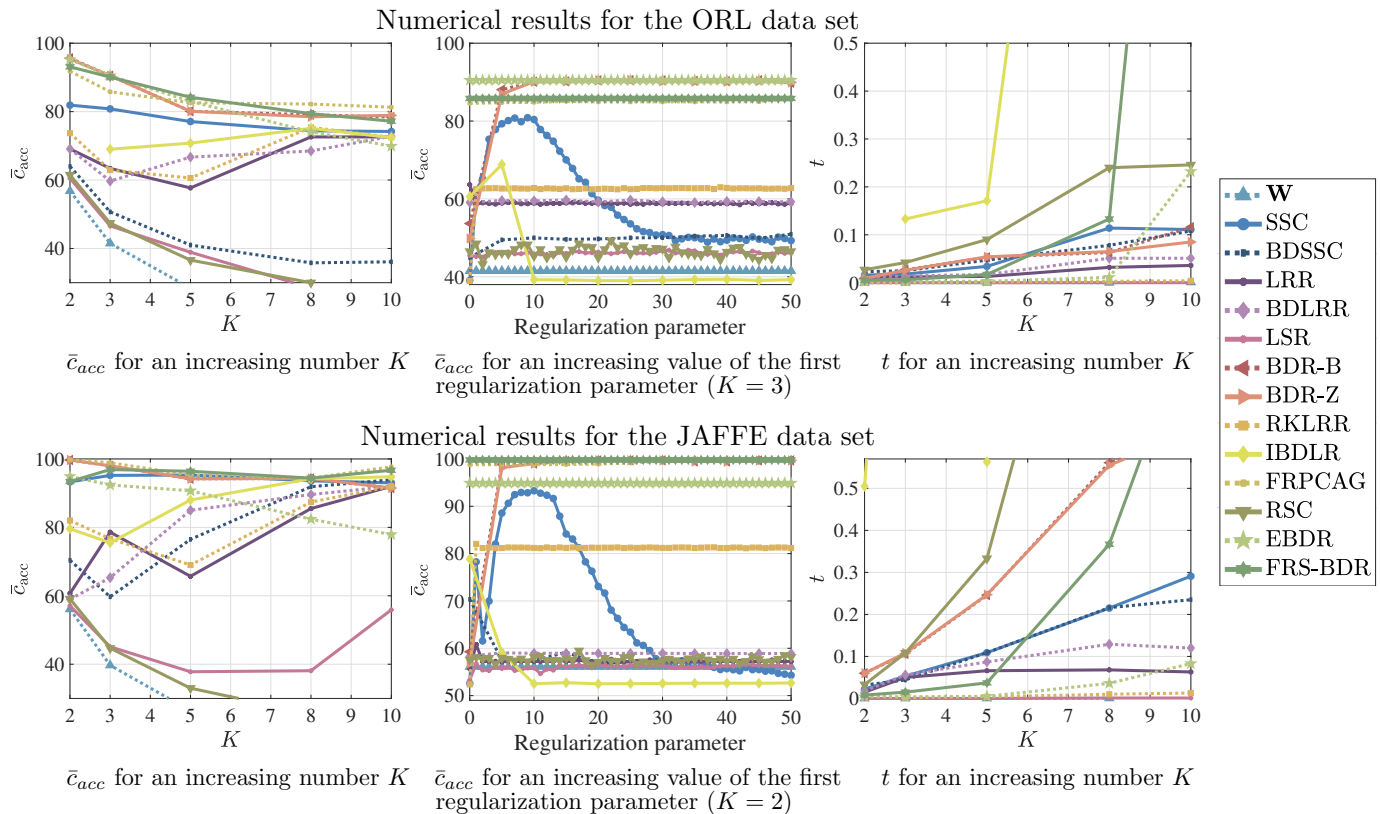 Numerical results for the ORL data set
100
80
60
40
2 3 4 5 6 7 8 9 10
K
c̄acc
c̄acc for an increasing number K
100
80
60
40
0 10 20 30 40 50
Regularization parameter
c̄acc
c̄acc for an increasing value of the first
regularization parameter (K = 3)
0.5
0.4
0.3
0.2
0.1
0
2 3 4 5 6 7 8 9 10
K
t
t for an increasing number K
Numerical results for the JAFFE data set
100
80
60
40
2 3 4 5 6 7 8 9 10
K
c̄acc
c̄acc for an increasing number K
100
90
80
70
60
50
0 10 20 30 40 50
Regularization parameter
c̄acc
c̄acc for an increasing value of the first
regularization parameter (K = 2)
0.5
0.4
0.3
0.2
0.1
0
2 3 4 5 6 7 8 9 10
K
t
t for an increasing number K
W
SSC
BDSSC
LRR
BDLRR
LSR
BDR-B
BDR-Z
RKLRR
IBDLR
FRPCAG
RSC
EBDR
FRS-BDR